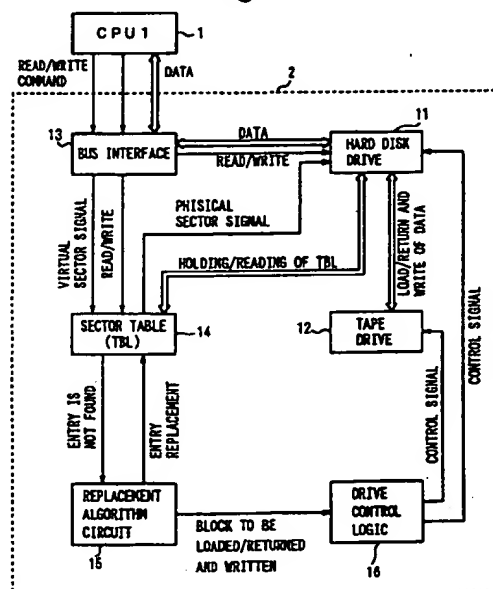 CPU1
1
READ/WRITE
COMMAND
DATA
2
13
BUS INTERFACE
DATA
READ/WRITE
11
HARD DISK
DRIVE
VIRTUAL
SECTOR SIGNAL
READ/WRITE
PHISICAL
SECTOR SIGNAL
HOLDING/READING OF TBL
LOAD/RETURN AND
WRITE OF DATA
CONTROL SIGNAL
SECTOR TABLE
(TBL)
14
12
TAPE
DRIVE
CONTROL SIGNAL
ENTRY IS
NOT FOUND
ENTRY
REPLACEMENT
REPLACEMENT
ALGORITHM
CIRCUIT
15
BLOCK TO BE
LOADED/RETURNED
AND WRITTEN
DRIVE
CONTROL
LOGIC
16